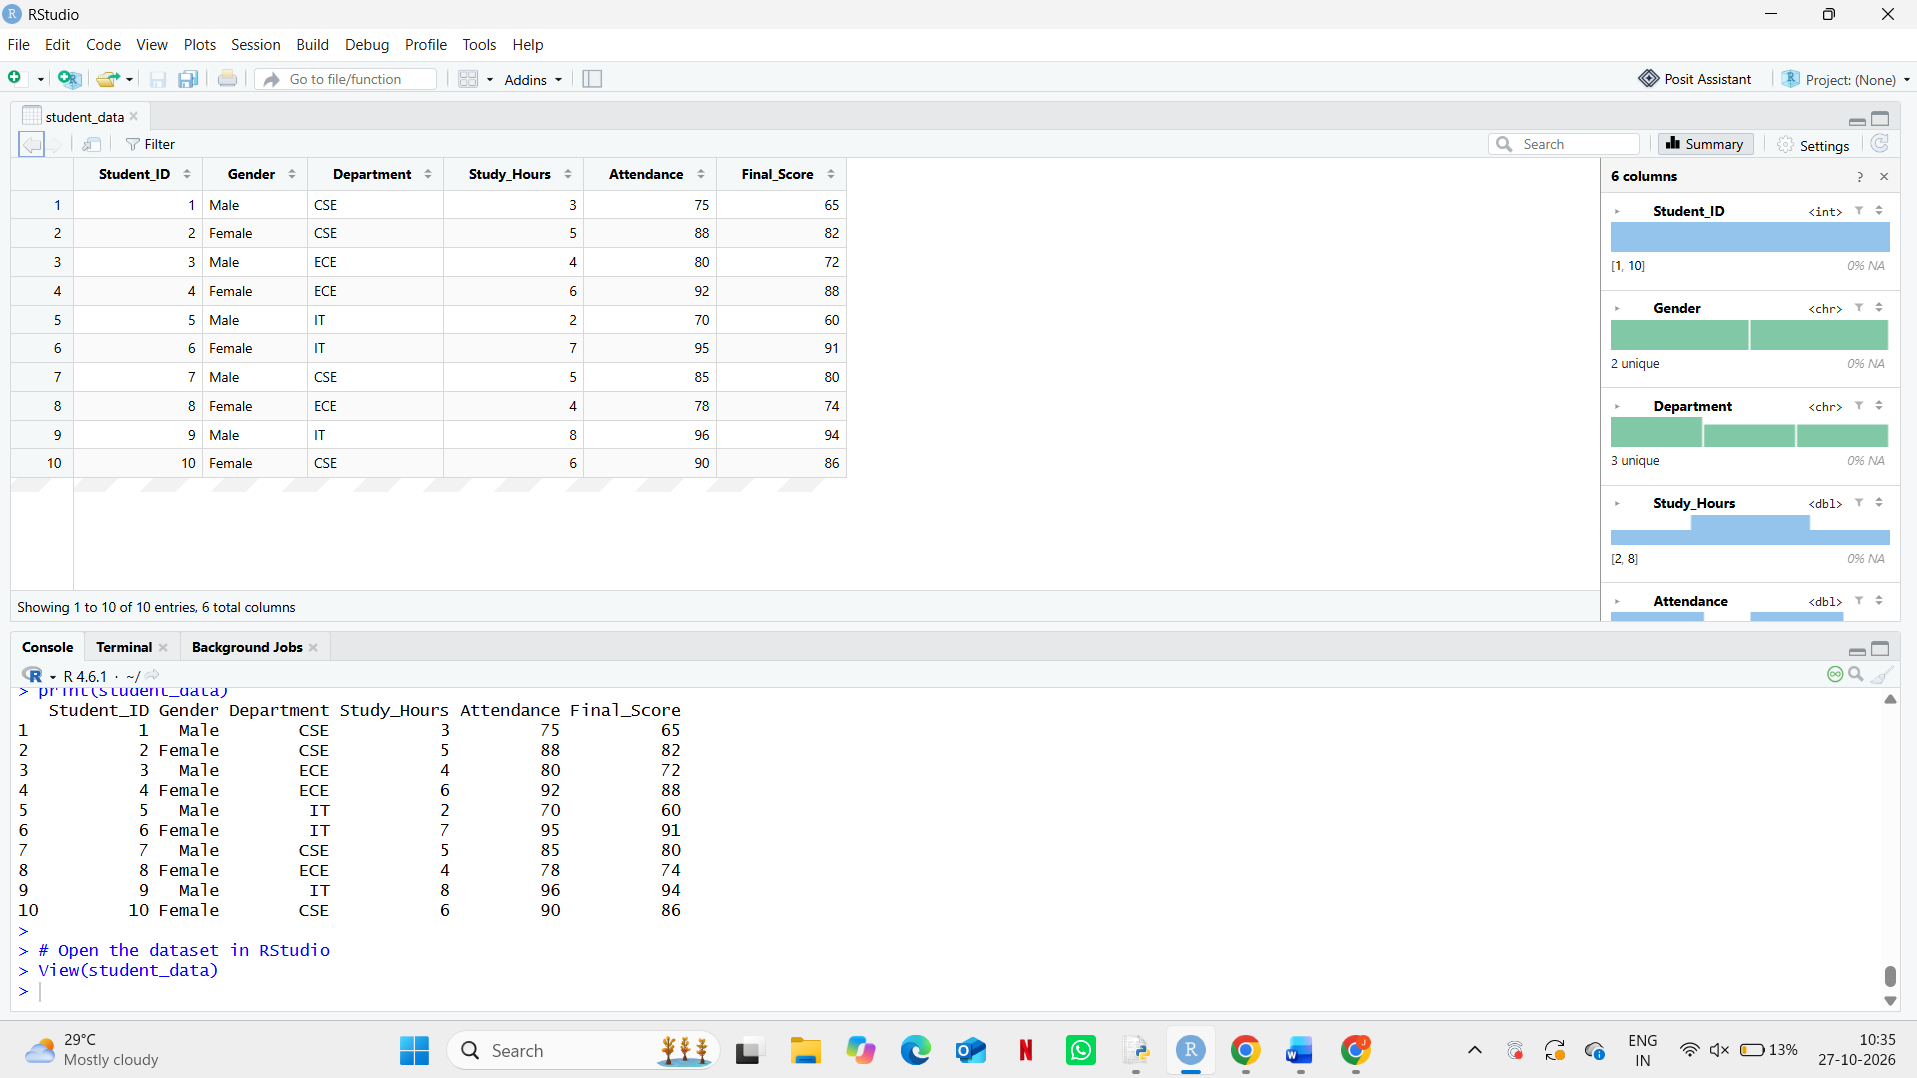 RStudio
File Edit Code View Plots Session Build Debug Profile Tools Help
Go to file/function Addins Posit Assistant Project: (None)
student_data
Filter Search Summary Settings
Student_ID Gender Department Study_Hours Attendance Final_Score
1 1 Male CSE 3 75 65
2 2 Female CSE 5 88 82
3 3 Male ECE 4 80 72
4 4 Female ECE 6 92 88
5 5 Male IT 2 70 60
6 6 Female IT 7 95 91
7 7 Male CSE 5 85 80
8 8 Female ECE 4 78 74
9 9 Male IT 8 96 94
10 10 Female CSE 6 90 86
Showing 1 to 10 of 10 entries, 6 total columns
6 columns ?
Student_ID <int>
[1, 10] 0% NA
Gender <chr>
2 unique 0% NA
Department <chr>
3 unique 0% NA
Study_Hours <dbl>
[2, 8] 0% NA
Attendance <dbl>
Console Terminal Background Jobs
R R 4.6.1 · ~/
> print(student_data)
Student_ID Gender Department Study_Hours Attendance Final_Score
1 1 Male CSE 3 75 65
2 2 Female CSE 5 88 82
3 3 Male ECE 4 80 72
4 4 Female ECE 6 92 88
5 5 Male IT 2 70 60
6 6 Female IT 7 95 91
7 7 Male CSE 5 85 80
8 8 Female ECE 4 78 74
9 9 Male IT 8 96 94
10 10 Female CSE 6 90 86
>
> # Open the dataset in RStudio
> View(student_data)
>
29°C
Mostly cloudy
Search
ENG
IN
13%
10:35
27-10-2026